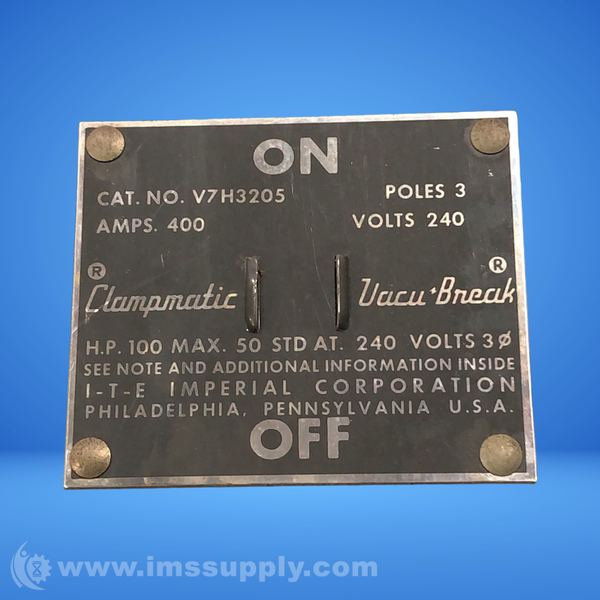 ON
CAT. NO. V7H3205 POLES 3
AMPS. 400 VOLTS 240
® ®
Clampmatic Vacu-Break
H.P. 100 MAX. 50 STD AT. 240 VOLTS 3Ø
SEE NOTE AND ADDITIONAL INFORMATION INSIDE
I-T-E IMPERIAL CORPORATION
PHILADELPHIA, PENNSYLVANIA U.S.A.
OFF
www.imssupply.com